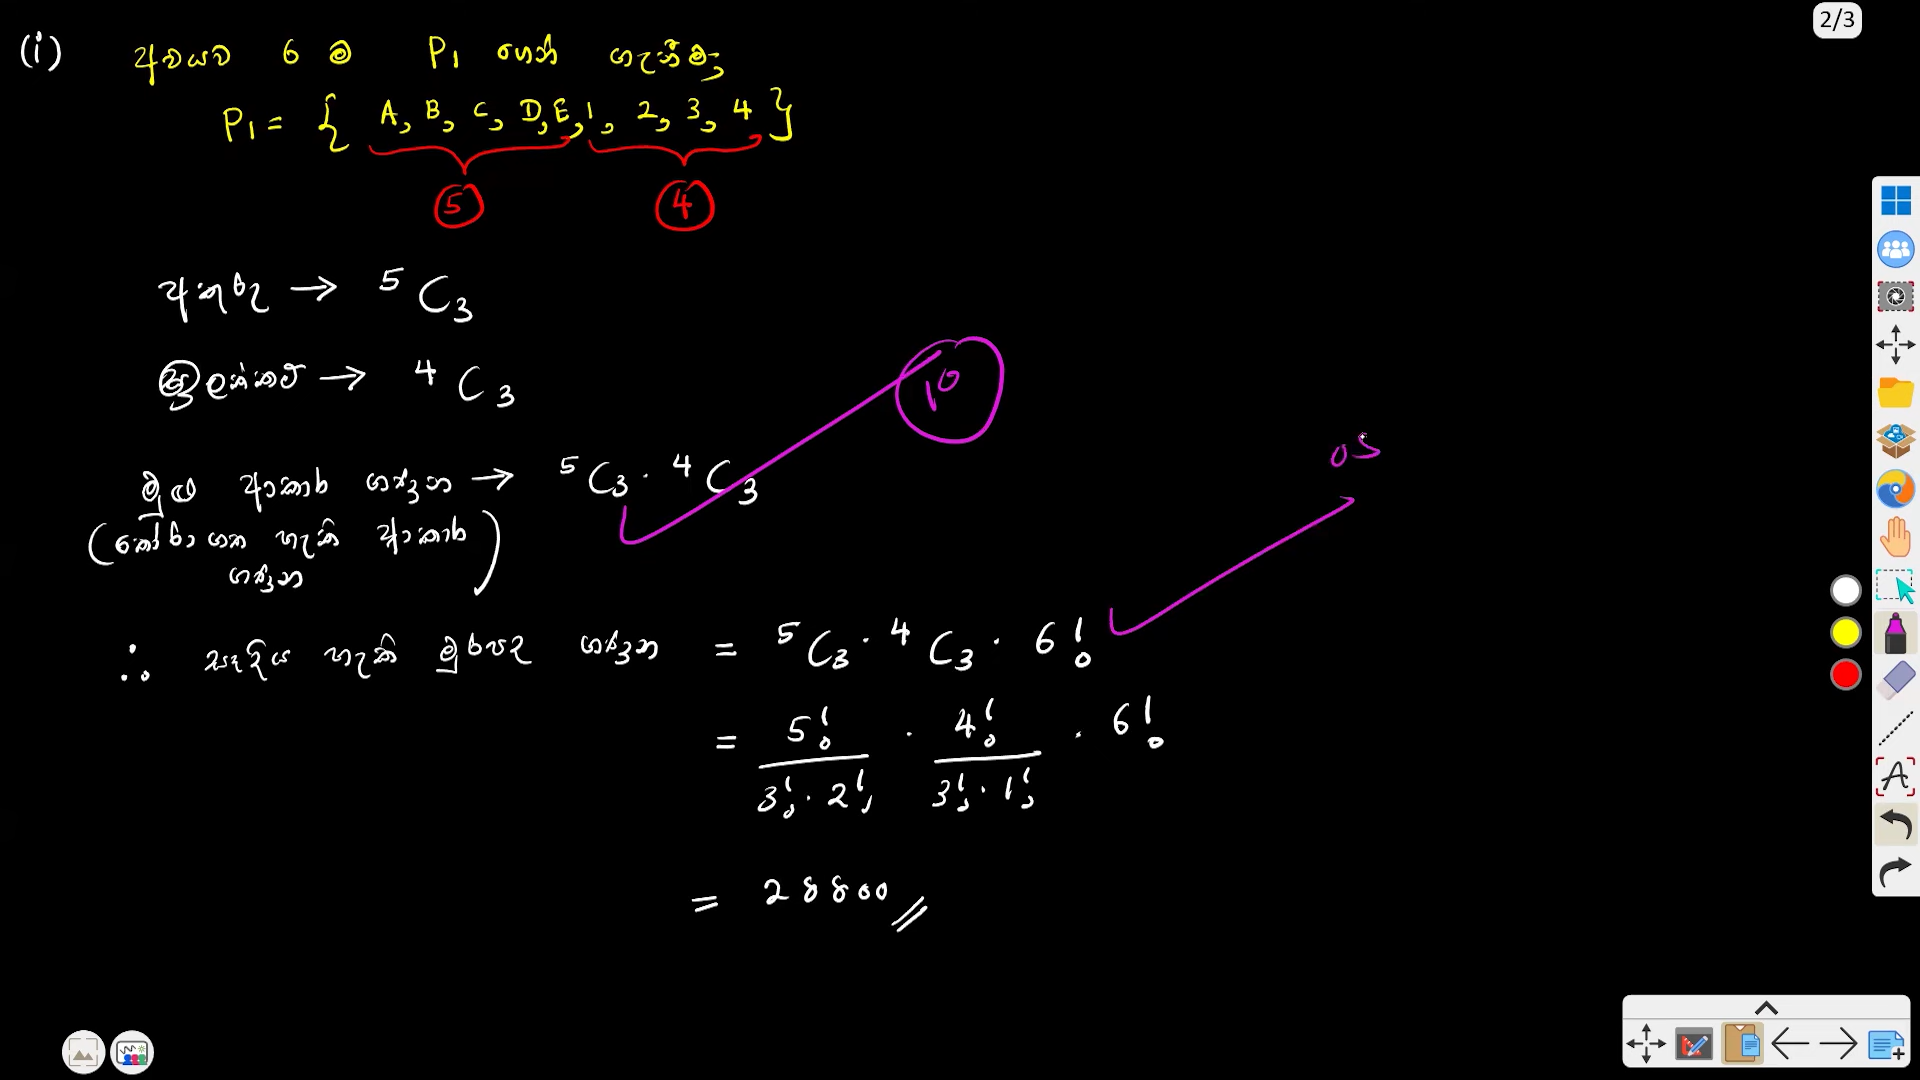 2/3
(i) අවයව 6 ම P₁ ගෙන් ගැනීම;
P₁ = { A, B, C, D, E, 1, 2, 3, 4 }
5 4
අකුරු → ⁵C₃
ඉලක්කම් → ⁴C₃
10
05
මුළු ආකාර ගණන → ⁵C₃ · ⁴C₃
(තෝරා ගත හැකි ආකාර
ගණන)
∴ සෑදිය හැකි මුරපද ගණන = ⁵C₃ · ⁴C₃ · 6!
= 5!/(3! · 2!) · 4!/(3! · 1!) · 6!
= 28800